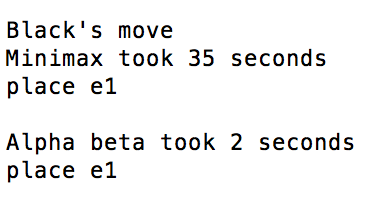 Black's move
Minimax took 35 seconds
place e1
Alpha beta took 2 seconds
place e1